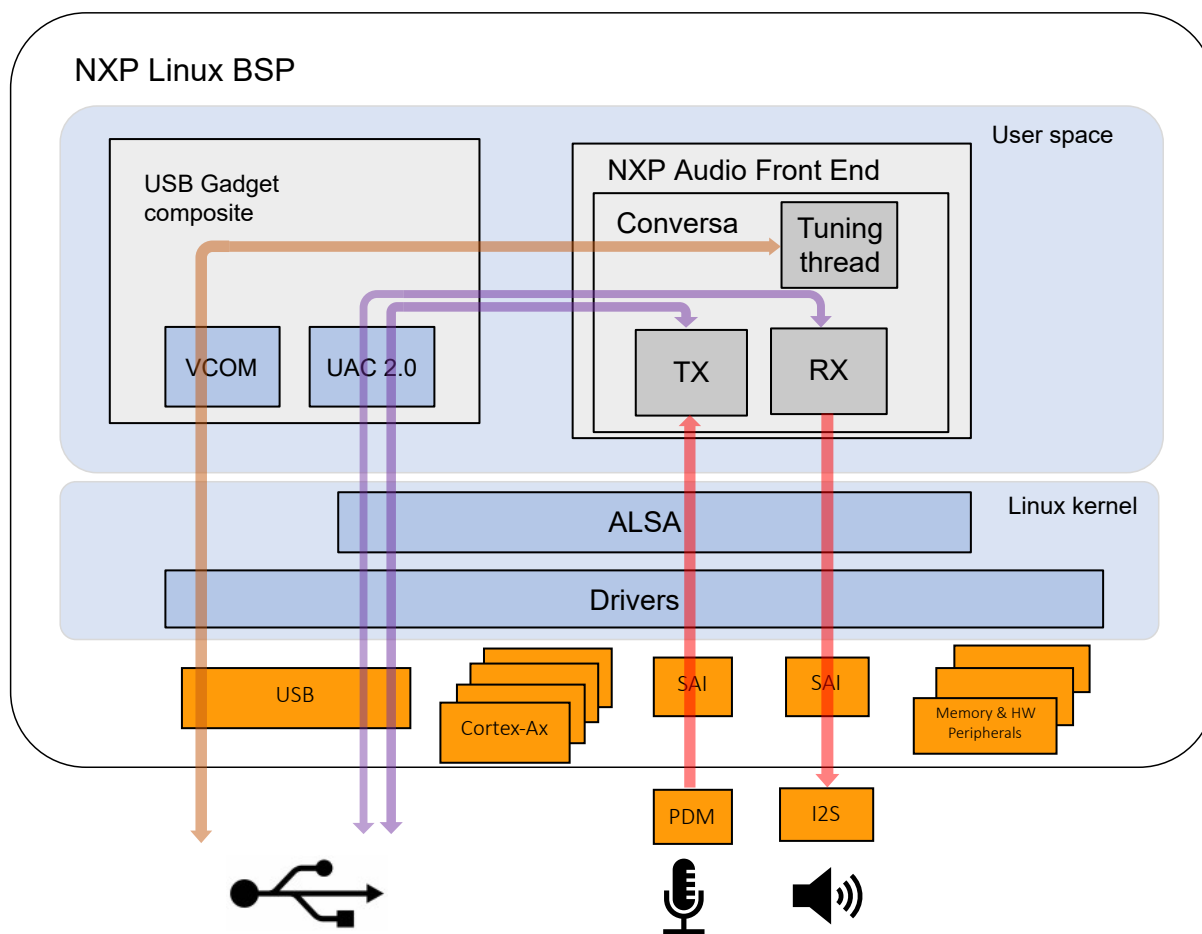 NXP Linux BSP
User space
USB Gadget
composite
NXP Audio Front End
Conversa
Tuning
thread
VCOM
UAC 2.0
TX
RX
Linux kernel
ALSA
Drivers
USB
Cortex-Ax
SAI
SAI
Memory & HW
Peripherals
PDM
I2S